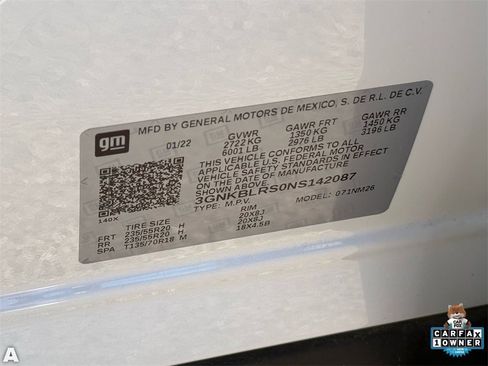 gm
MFD BY GENERAL MOTORS DE MEXICO, S. DE R.L. DE C.V.
01/22 GVWR GAWR FRT GAWR RR
2722 KG 1350 KG 1450 KG
6001 LB 2976 LB 3196 LB
THIS VEHICLE CONFORMS TO ALL
APPLICABLE U.S. FEDERAL MOTOR
VEHICLE SAFETY STANDARDS IN EFFECT
ON THE DATE OF MANUFACTURE
3GNKBLRS0NS142087
TYPE: M.P.V. MODEL: 071NM26
140X
TIRE SIZE RIM
FRT 235/55R20 H 20X8J
RR 235/55R20 H 20X8J
SPA T135/70R18 M 18X4.5B
A
CARFAX
1 OWNER